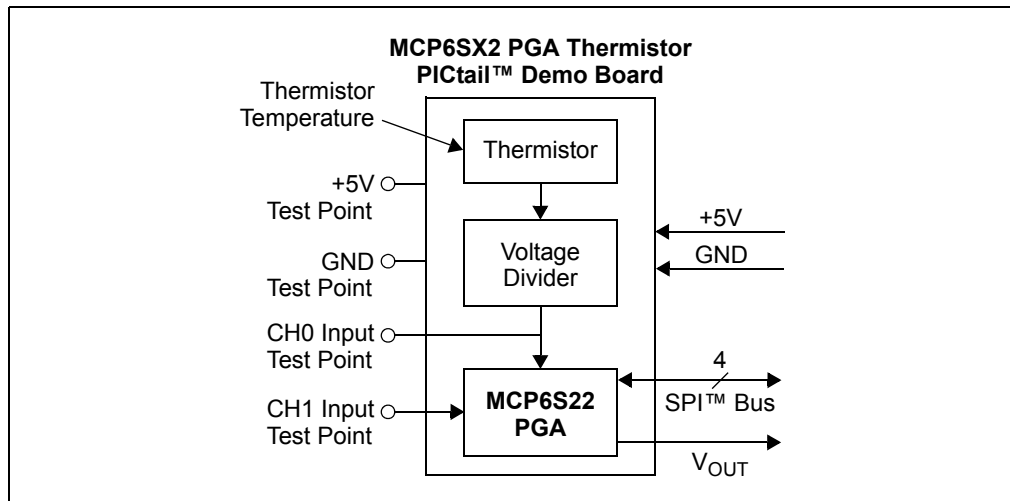 MCP6SX2 PGA Thermistor
PICtail™ Demo Board
Thermistor
Temperature
Thermistor
+5V
Test Point
Voltage
Divider
+5V
GND
GND
Test Point
CH0 Input
Test Point
CH1 Input
Test Point
MCP6S22
PGA
4
SPI™ Bus
VOUT